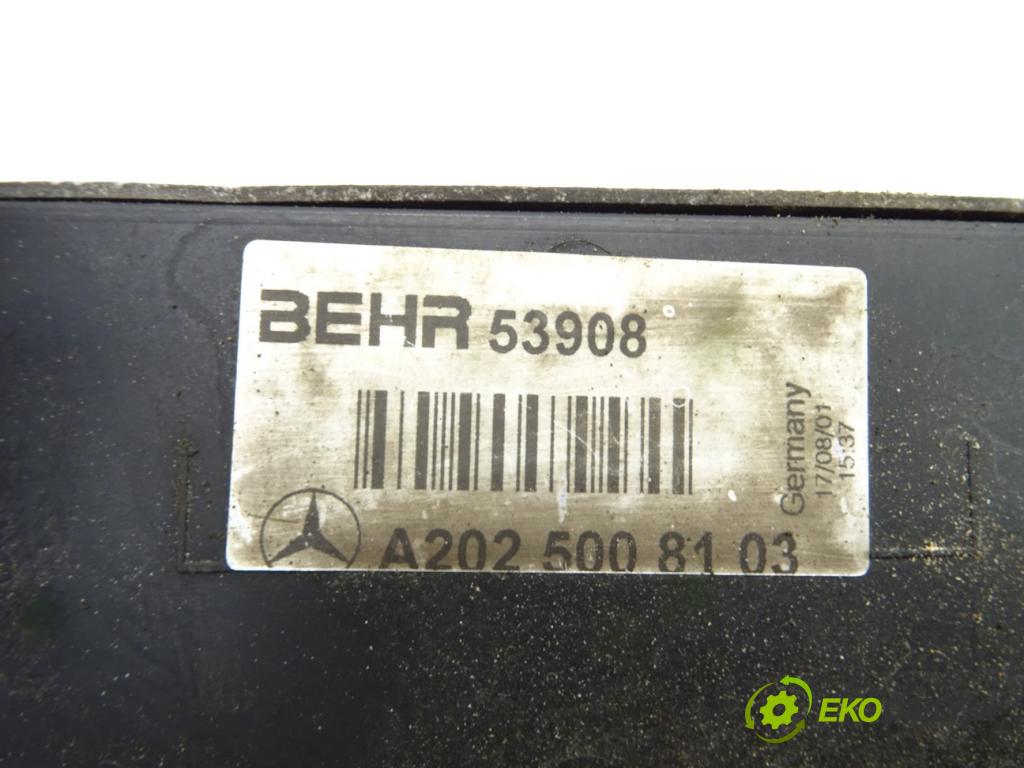 BEHR 53908
Germany
17/08/01
15:37
A202 500 81 03
EKO